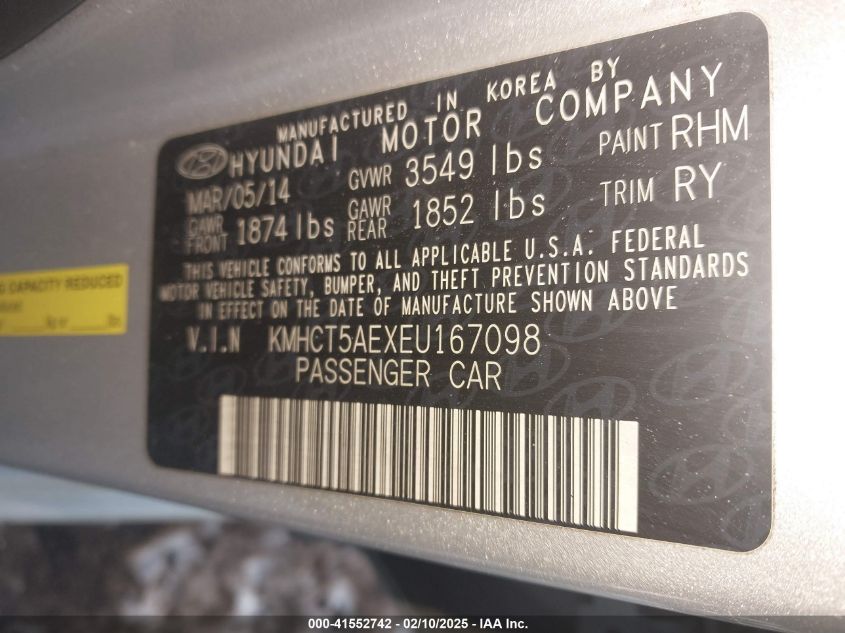 MANUFACTURED IN KOREA BY
HYUNDAI MOTOR COMPANY
MAR/05/14 GVWR 3549 lbs PAINT RHM
GAWR FRONT 1874 lbs GAWR REAR 1852 lbs TRIM RY
THIS VEHICLE CONFORMS TO ALL APPLICABLE U.S.A. FEDERAL
MOTOR VEHICLE SAFETY, BUMPER, AND THEFT PREVENTION STANDARDS
IN EFFECT ON THE DATE OF MANUFACTURE SHOWN ABOVE
V.I.N KMHCT5AEXEU167098
PASSENGER CAR
CAPACITY REDUCED
000-41552742 - 02/10/2025 - IAA Inc.